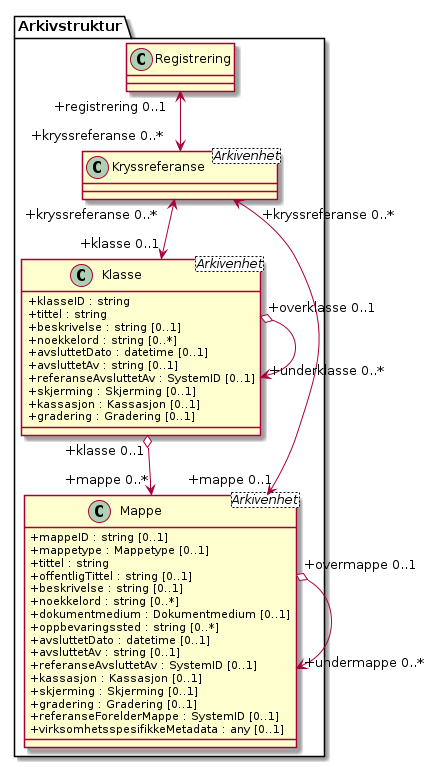 Arkivstruktur
C Registrering
+registrering 0..1
+kryssreferanse 0..*
Arkivenhet
C Kryssreferanse
+kryssreferanse 0..*
+kryssreferanse 0..*
+klasse 0..1
Arkivenhet
C Klasse
+klasseID : string
+tittel : string
+beskrivelse : string [0..1]
+noekkelord : string [0..*]
+avsluttetDato : datetime [0..1]
+avsluttetAv : string [0..1]
+referanseAvsluttetAv : SystemID [0..1]
+skjerming : Skjerming [0..1]
+kassasjon : Kassasjon [0..1]
+gradering : Gradering [0..1]
+overklasse 0..1
+underklasse 0..*
+klasse 0..1
+mappe 0..*
+mappe 0..1
Arkivenhet
C Mappe
+mappeID : string [0..1]
+mappetype : Mappetype [0..1]
+tittel : string
+offentligTittel : string [0..1]
+beskrivelse : string [0..1]
+noekkelord : string [0..*]
+dokumentmedium : Dokumentmedium [0..1]
+oppbevaringssted : string [0..*]
+avsluttetDato : datetime [0..1]
+avsluttetAv : string [0..1]
+referanseAvsluttetAv : SystemID [0..1]
+kassasjon : Kassasjon [0..1]
+skjerming : Skjerming [0..1]
+gradering : Gradering [0..1]
+referanseForelderMappe : SystemID [0..1]
+virksomhetsspesifikkeMetadata : any [0..1]
+overmappe 0..1
+undermappe 0..*